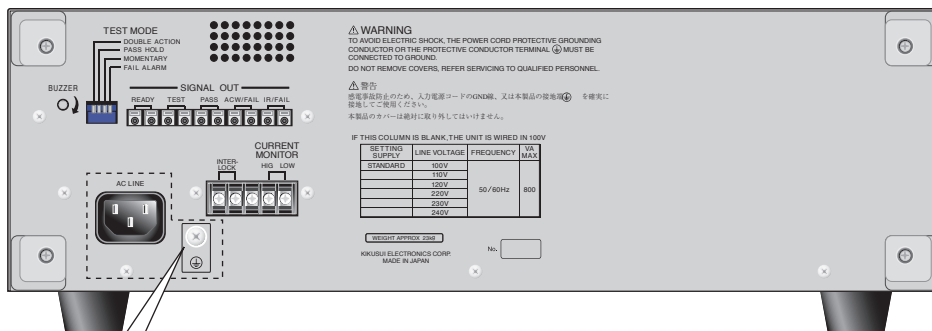 TEST MODE
DOUBLE ACTION
PASS HOLD
MOMENTARY
FAIL ALARM
BUZZER
SIGNAL OUT
READY TEST PASS ACW/FAIL IR/FAIL
CURRENT
MONITOR
INTER-
LOCK
HIG LOW
AC LINE
WARNING
TO AVOID ELECTRIC SHOCK, THE POWER CORD PROTECTIVE GROUNDING
CONDUCTOR OR THE PROTECTIVE CONDUCTOR TERMINAL MUST BE
CONNECTED TO GROUND.
DO NOT REMOVE COVERS, REFER SERVICING TO QUALIFIED PERSONNEL.
警告
感電事故防止のため、入力電源コードのGND線、又は本製品の接地端 を確実に
接地してご使用ください。
本製品のカバーは絶対に取り外してはいけません。
IF THIS COLUMN IS BLANK, THE UNIT IS WIRED IN 100V
SETTING SUPPLY LINE VOLTAGE FREQUENCY VA MAX
STANDARD 100V
110V
120V
220V
230V
240V
50/60Hz 800
WEIGHT APPROX 23k8
KIKUSUI ELECTRONICS CORP.
MADE IN JAPAN
No.